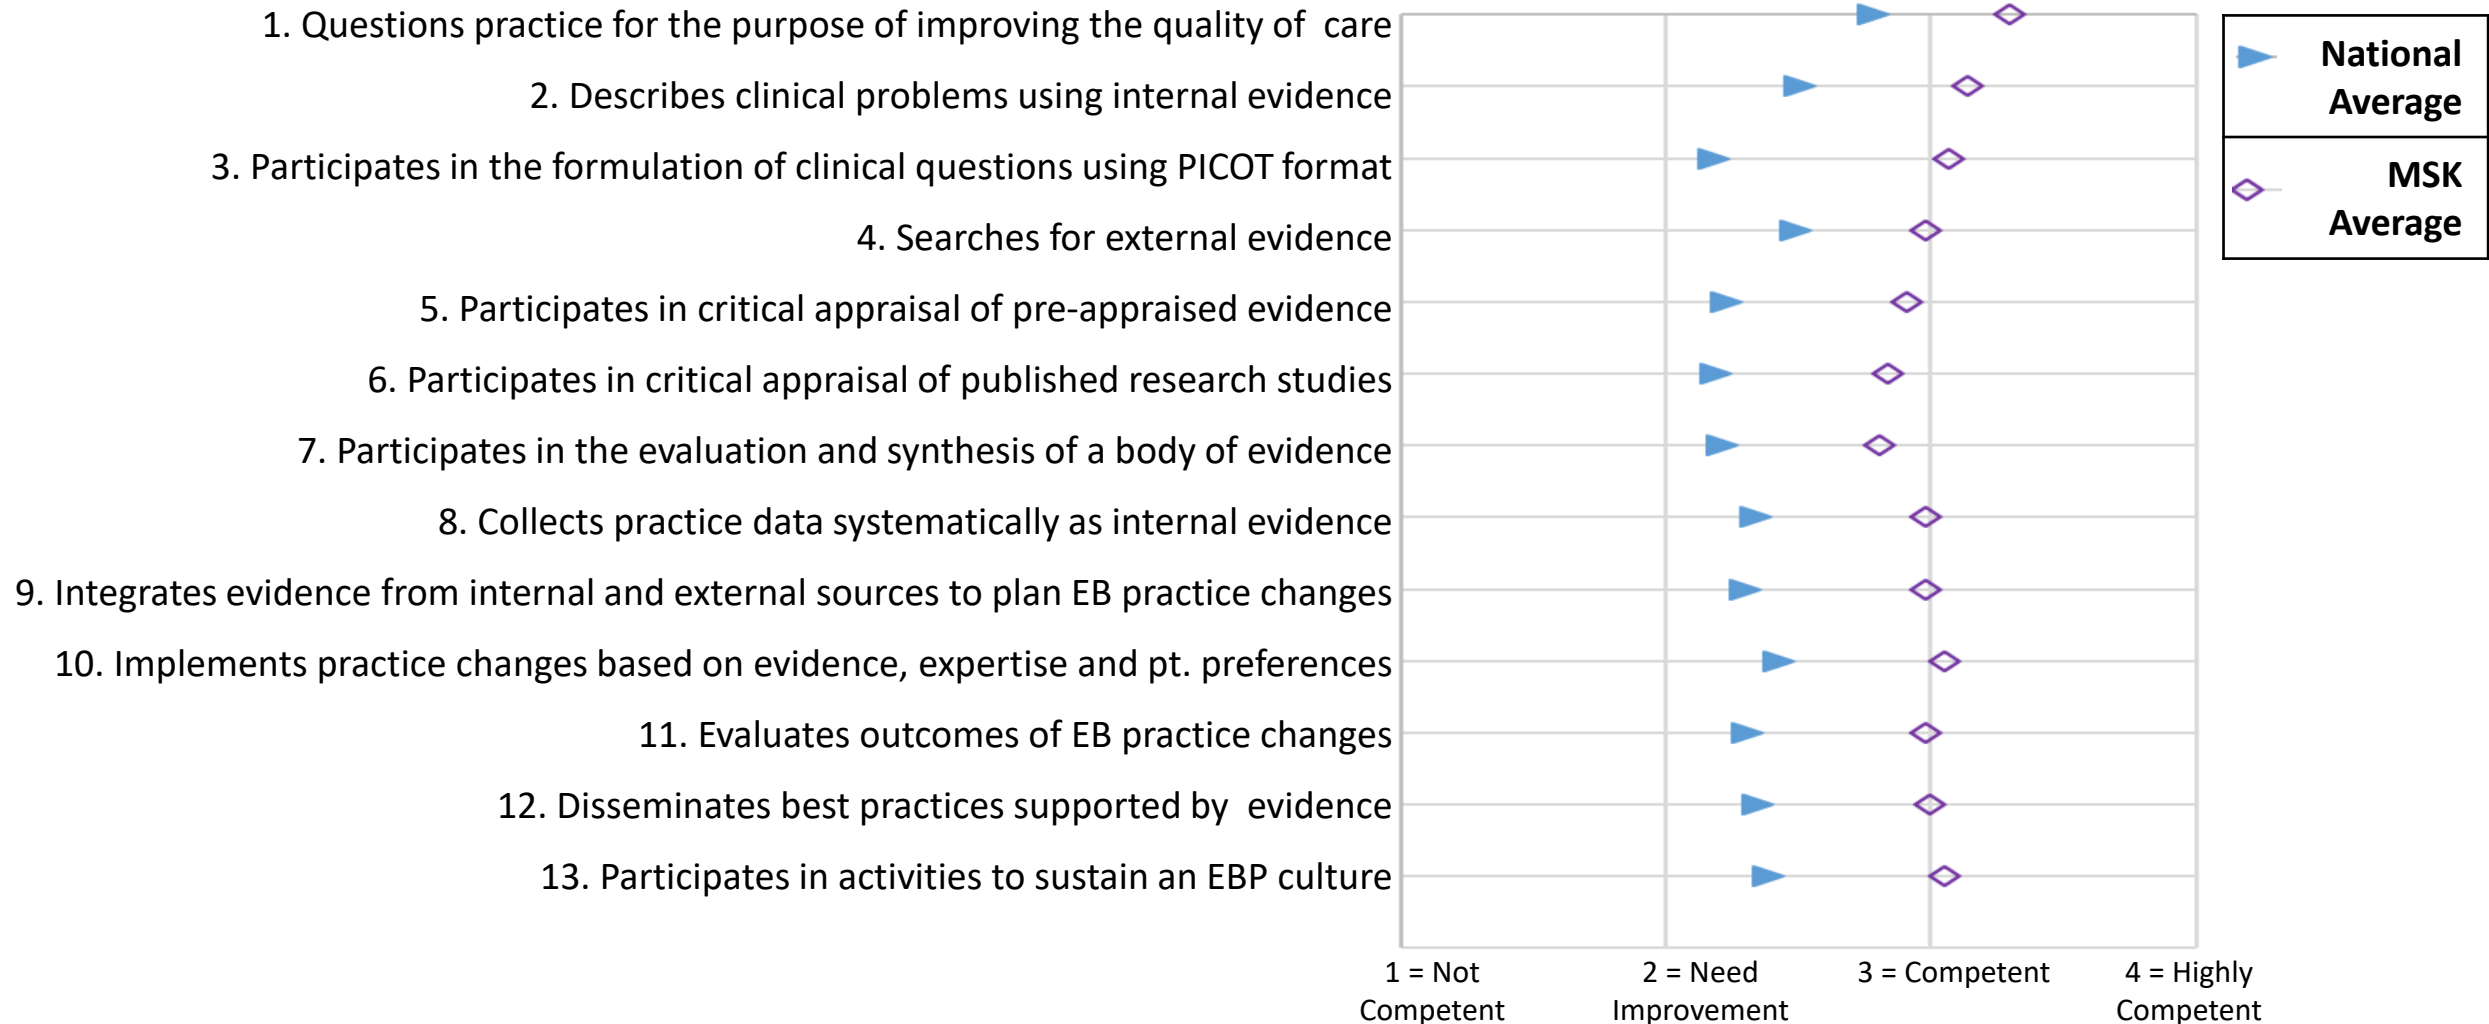 1. Questions practice for the purpose of improving the quality of  care
2. Describes clinical problems using internal evidence
3. Participates in the formulation of clinical questions using PICOT format
4. Searches for external evidence
5. Participates in critical appraisal of pre-appraised evidence
6. Participates in critical appraisal of published research studies
7. Participates in the evaluation and synthesis of a body of evidence
8. Collects practice data systematically as internal evidence
9. Integrates evidence from internal and external sources to plan EB practice changes
10. Implements practice changes based on evidence, expertise and pt. preferences
11. Evaluates outcomes of EB practice changes
12. Disseminates best practices supported by  evidence
13. Participates in activities to sustain an EBP culture
National
Average
MSK
Average
1 = Not
Competent
2 = Need
Improvement
3 = Competent
4 = Highly
Competent